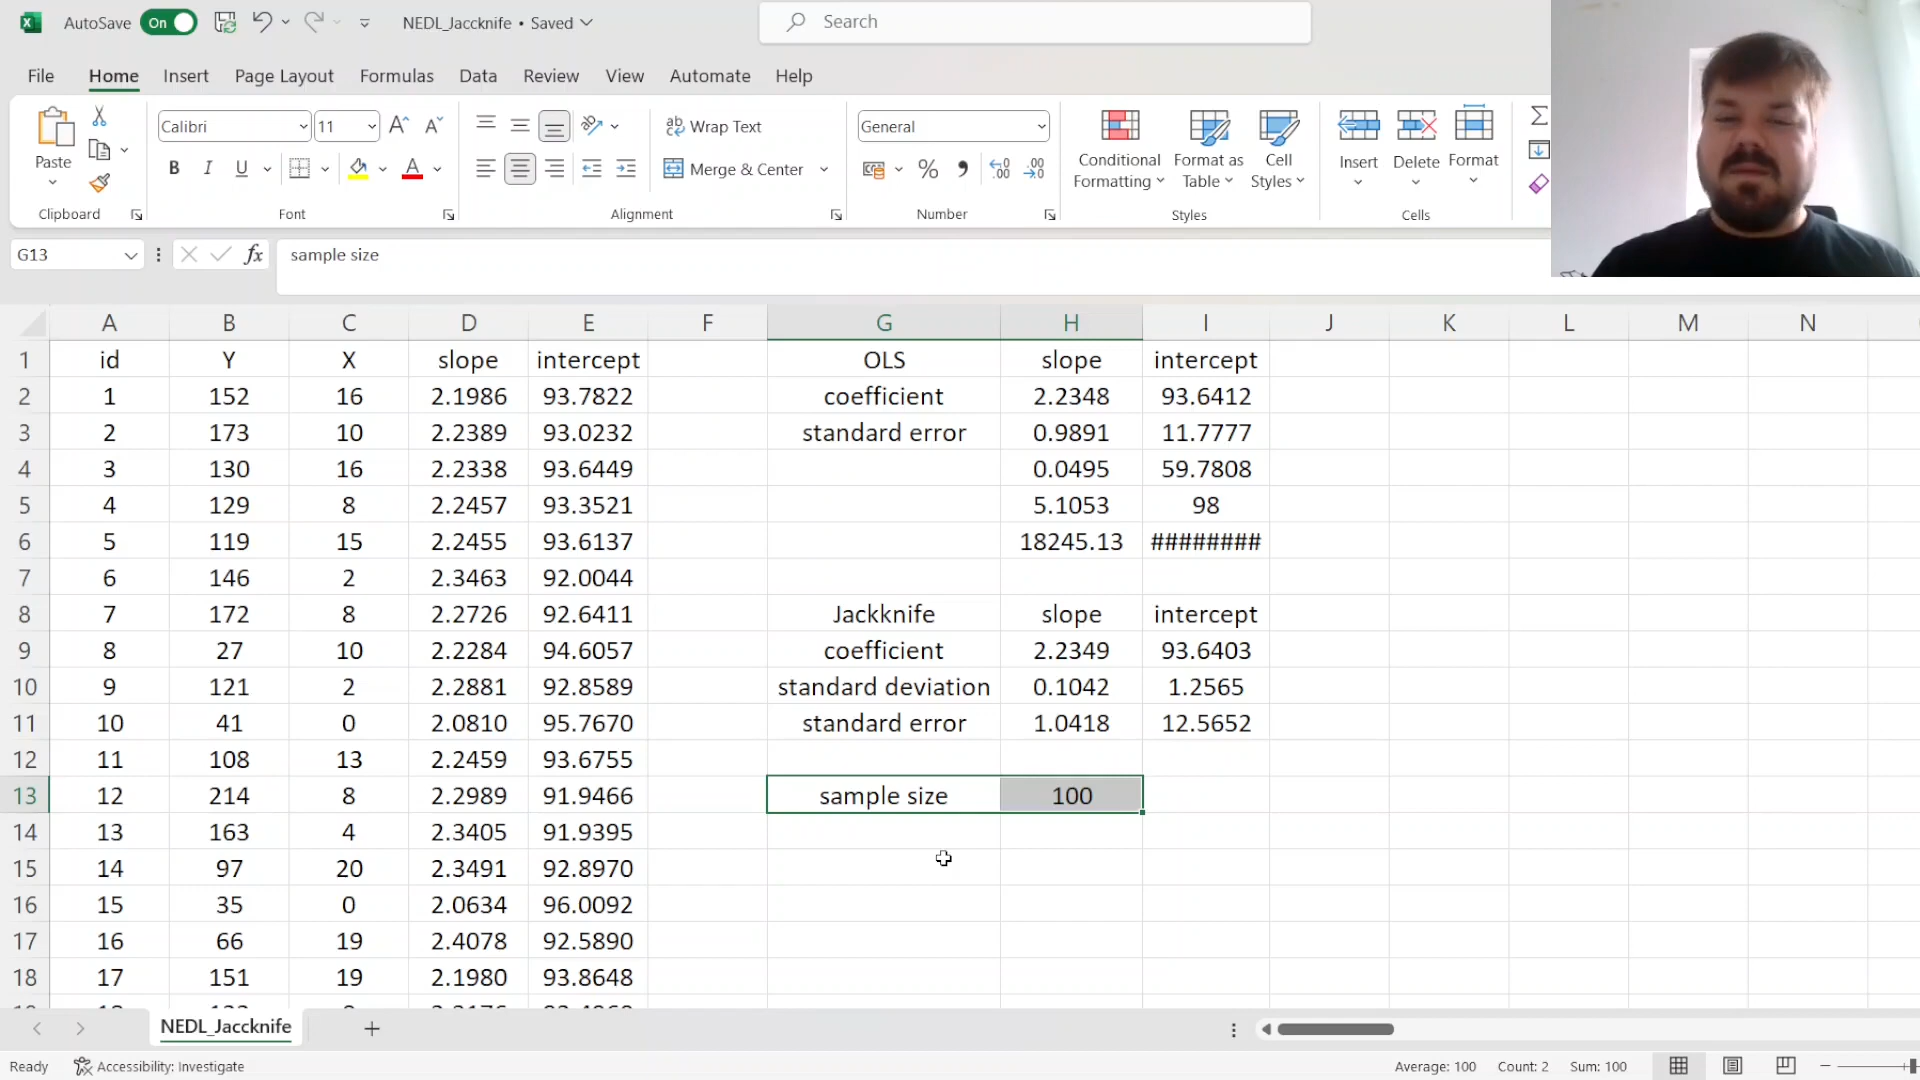 AutoSave On NEDL_Jaccknife • Saved Search
File Home Insert Page Layout Formulas Data Review View Automate Help
Paste Calibri 11 Wrap Text General Conditional Formatting Format as Table Cell Styles Insert Delete Format
B I U Merge & Center
Clipboard Font Alignment Number Styles Cells
G13 fx sample size
A B C D E F G H I J K L M N
1 id Y X slope intercept OLS slope intercept
2 1 152 16 2.1986 93.7822 coefficient 2.2348 93.6412
3 2 173 10 2.2389 93.0232 standard error 0.9891 11.7777
4 3 130 16 2.2338 93.6449 0.0495 59.7808
5 4 129 8 2.2457 93.3521 5.1053 98
6 5 119 15 2.2455 93.6137 18245.13 ########
7 6 146 2 2.3463 92.0044
8 7 172 8 2.2726 92.6411 Jackknife slope intercept
9 8 27 10 2.2284 94.6057 coefficient 2.2349 93.6403
10 9 121 2 2.2881 92.8589 standard deviation 0.1042 1.2565
11 10 41 0 2.0810 95.7670 standard error 1.0418 12.5652
12 11 108 13 2.2459 93.6755
13 12 214 8 2.2989 91.9466 sample size 100
14 13 163 4 2.3405 91.9395
15 14 97 20 2.3491 92.8970
16 15 35 0 2.0634 96.0092
17 16 66 19 2.4078 92.5890
18 17 151 19 2.1980 93.8648
NEDL_Jaccknife
Ready Accessibility: Investigate Average: 100 Count: 2 Sum: 100